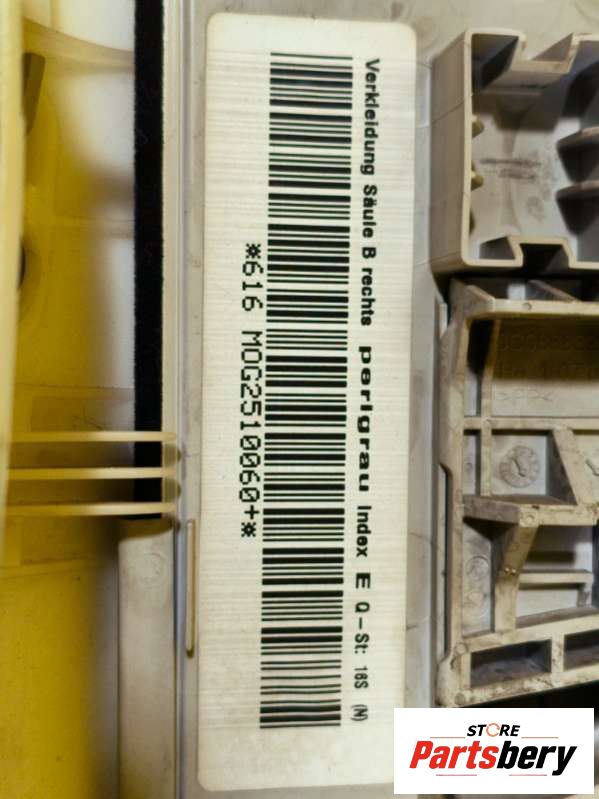 Verkleidung Säule B rechts perlgrau Index E Q-St: 16S (N)
*616 MOG2510060+*
STORE
Partsbery